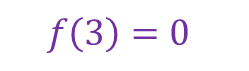 f(3) = 0